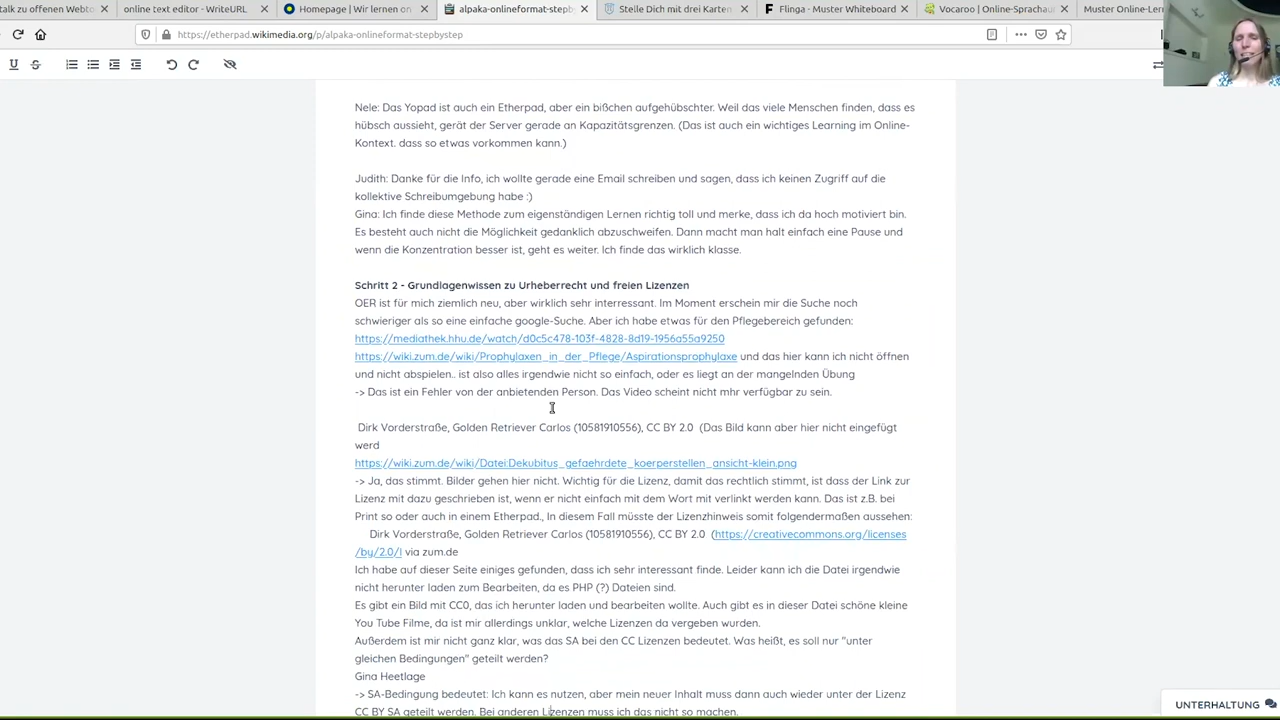 talk zu offenen Webto
online text editor - WriteURL
Homepage | Wir lernen on
alpaka-onlineformat-stepb
Stelle Dich mit drei Karten
Flinga - Muster Whiteboard
Vocaroo | Online-Sprachau
Muster Online-Ler
https://etherpad.wikimedia.org/p/alpaka-onlineformat-stepbystep
Nele: Das Yopad ist auch ein Etherpad, aber ein bißchen aufgehübschter. Weil das viele Menschen finden, dass es
hübsch aussieht, gerät der Server gerade an Kapazitätsgrenzen. (Das ist auch ein wichtiges Learning im Online-
Kontext. dass so etwas vorkommen kann.)
Judith: Danke für die Info, ich wollte gerade eine Email schreiben und sagen, dass ich keinen Zugriff auf die
kollektive Schreibumgebung habe :)
Gina: Ich finde diese Methode zum eigenständigen Lernen richtig toll und merke, dass ich da hoch motiviert bin.
Es besteht auch nicht die Möglichkeit gedanklich abzuschweifen. Dann macht man halt einfach eine Pause und
wenn die Konzentration besser ist, geht es weiter. Ich finde das wirklich klasse.
Schritt 2 - Grundlagenwissen zu Urheberrecht und freien Lizenzen
OER ist für mich ziemlich neu, aber wirklich sehr interressant. Im Moment erschein mir die Suche noch
schwieriger als so eine einfache google-Suche. Aber ich habe etwas für den Pflegebereich gefunden:
https://mediathek.hhu.de/watch/d0c5c478-103f-4828-8d19-1956a55a9250
https://wiki.zum.de/wiki/Prophylaxen_in_der_Pflege/Aspirationsprophylaxe und das hier kann ich nicht öffnen
und nicht abspielen.. ist also alles irgendwie nicht so einfach, oder es liegt an der mangelnden Übung
-> Das ist ein Fehler von der anbietenden Person. Das Video scheint nicht mhr verfügbar zu sein.
Dirk Vorderstraße, Golden Retriever Carlos (10581910556), CC BY 2.0 (Das Bild kann aber hier nicht eingefügt
werd
https://wiki.zum.de/wiki/Datei:Dekubitus_gefaehrdete_koerperstellen_ansicht-klein.png
-> Ja, das stimmt. Bilder gehen hier nicht. Wichtig für die Lizenz, damit das rechtlich stimmt, ist dass der Link zur
Lizenz mit dazu geschrieben ist, wenn er nicht einfach mit dem Wort mit verlinkt werden kann. Das ist z.B. bei
Print so oder auch in einem Etherpad., In diesem Fall müsste der Lizenzhinweis somit folgendermaßen aussehen:
Dirk Vorderstraße, Golden Retriever Carlos (10581910556), CC BY 2.0 (https://creativecommons.org/licenses
/by/2.0/) via zum.de
Ich habe auf dieser Seite einiges gefunden, dass ich sehr interessant finde. Leider kann ich die Datei irgendwie
nicht herunter laden zum Bearbeiten, da es PHP (?) Dateien sind.
Es gibt ein Bild mit CC0, das ich herunter laden und bearbeiten wollte. Auch gibt es in dieser Datei schöne kleine
You Tube Filme, da ist mir allerdings unklar, welche Lizenzen da vergeben wurden.
Außerdem ist mir nicht ganz klar, was das SA bei den CC Lizenzen bedeutet. Was heißt, es soll nur "unter
gleichen Bedingungen" geteilt werden?
Gina Heetlage
-> SA-Bedingung bedeutet: Ich kann es nutzen, aber mein neuer Inhalt muss dann auch wieder unter der Lizenz
CC BY SA geteilt werden. Bei anderen Lizenzen muss ich das nicht so machen.
UNTERHALTUNG